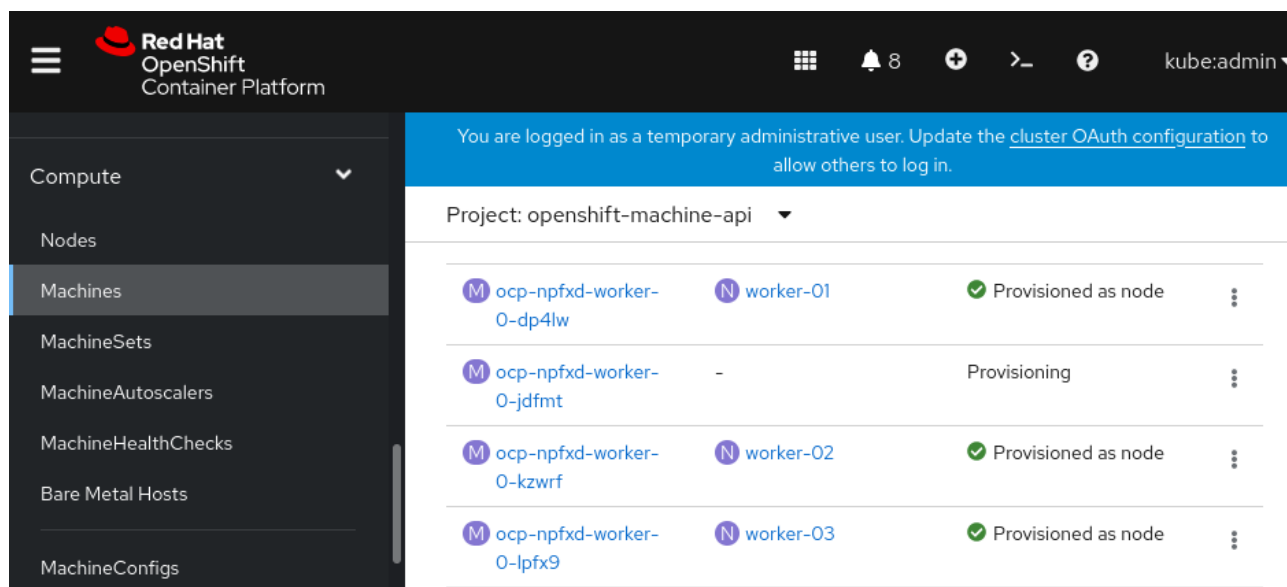 Red Hat
OpenShift
Container Platform
8
kube:admin
Compute
Nodes
Machines
MachineSets
MachineAutoscalers
MachineHealthChecks
Bare Metal Hosts
MachineConfigs
You are logged in as a temporary administrative user. Update the cluster OAuth configuration to
allow others to log in.
Project: openshift-machine-api
M ocp-npfxd-worker- N worker-01 Provisioned as node
0-dp4lw
M ocp-npfxd-worker- - Provisioning
0-jdfmt
M ocp-npfxd-worker- N worker-02 Provisioned as node
0-kzwrf
M ocp-npfxd-worker- N worker-03 Provisioned as node
0-lpfx9